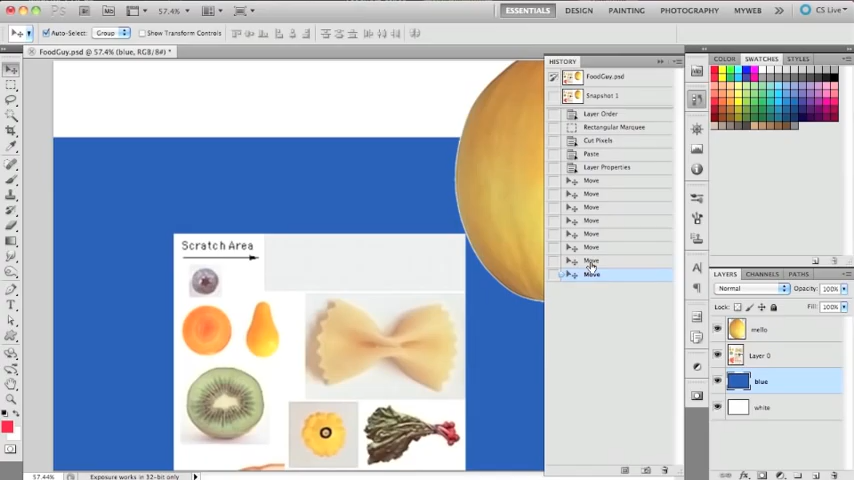 Ps Br Mb 57.4% ESSENTIALS DESIGN PAINTING PHOTOGRAPHY MYWEB CS Live
Auto-Select: Group Show Transform Controls
FoodGuy.psd @ 57.4% (blue, RGB/8#) *
HISTORY
FoodGuy.psd
Snapshot 1
Layer Order
Rectangular Marquee
Cut Pixels
Paste
Layer Properties
Move
Move
Move
Move
Move
Move
Move
Move
COLOR SWATCHES STYLES
Scratch Area
LAYERS CHANNELS PATHS
Normal Opacity: 100%
Lock: Fill: 100%
mello
Layer 0
blue
white
57.44% Exposure works in 32-bit only